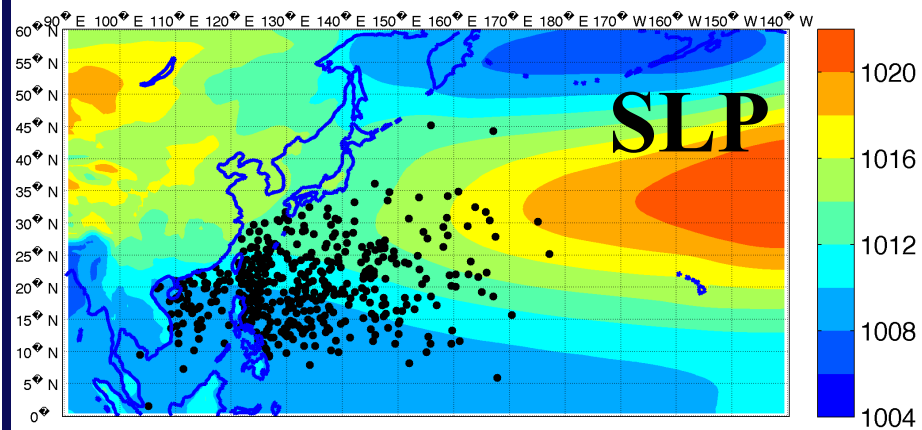 90� E 100� E 110� E 120� E 130� E 140� E 150� E 160� E 170� E 180� E 170� W 160� W 150� W 140� W
60� N
55� N
50� N
45� N
40� N
35� N
30� N
25� N
20� N
15� N
10� N
5� N
0�
SLP
1020
1016
1012
1008
1004